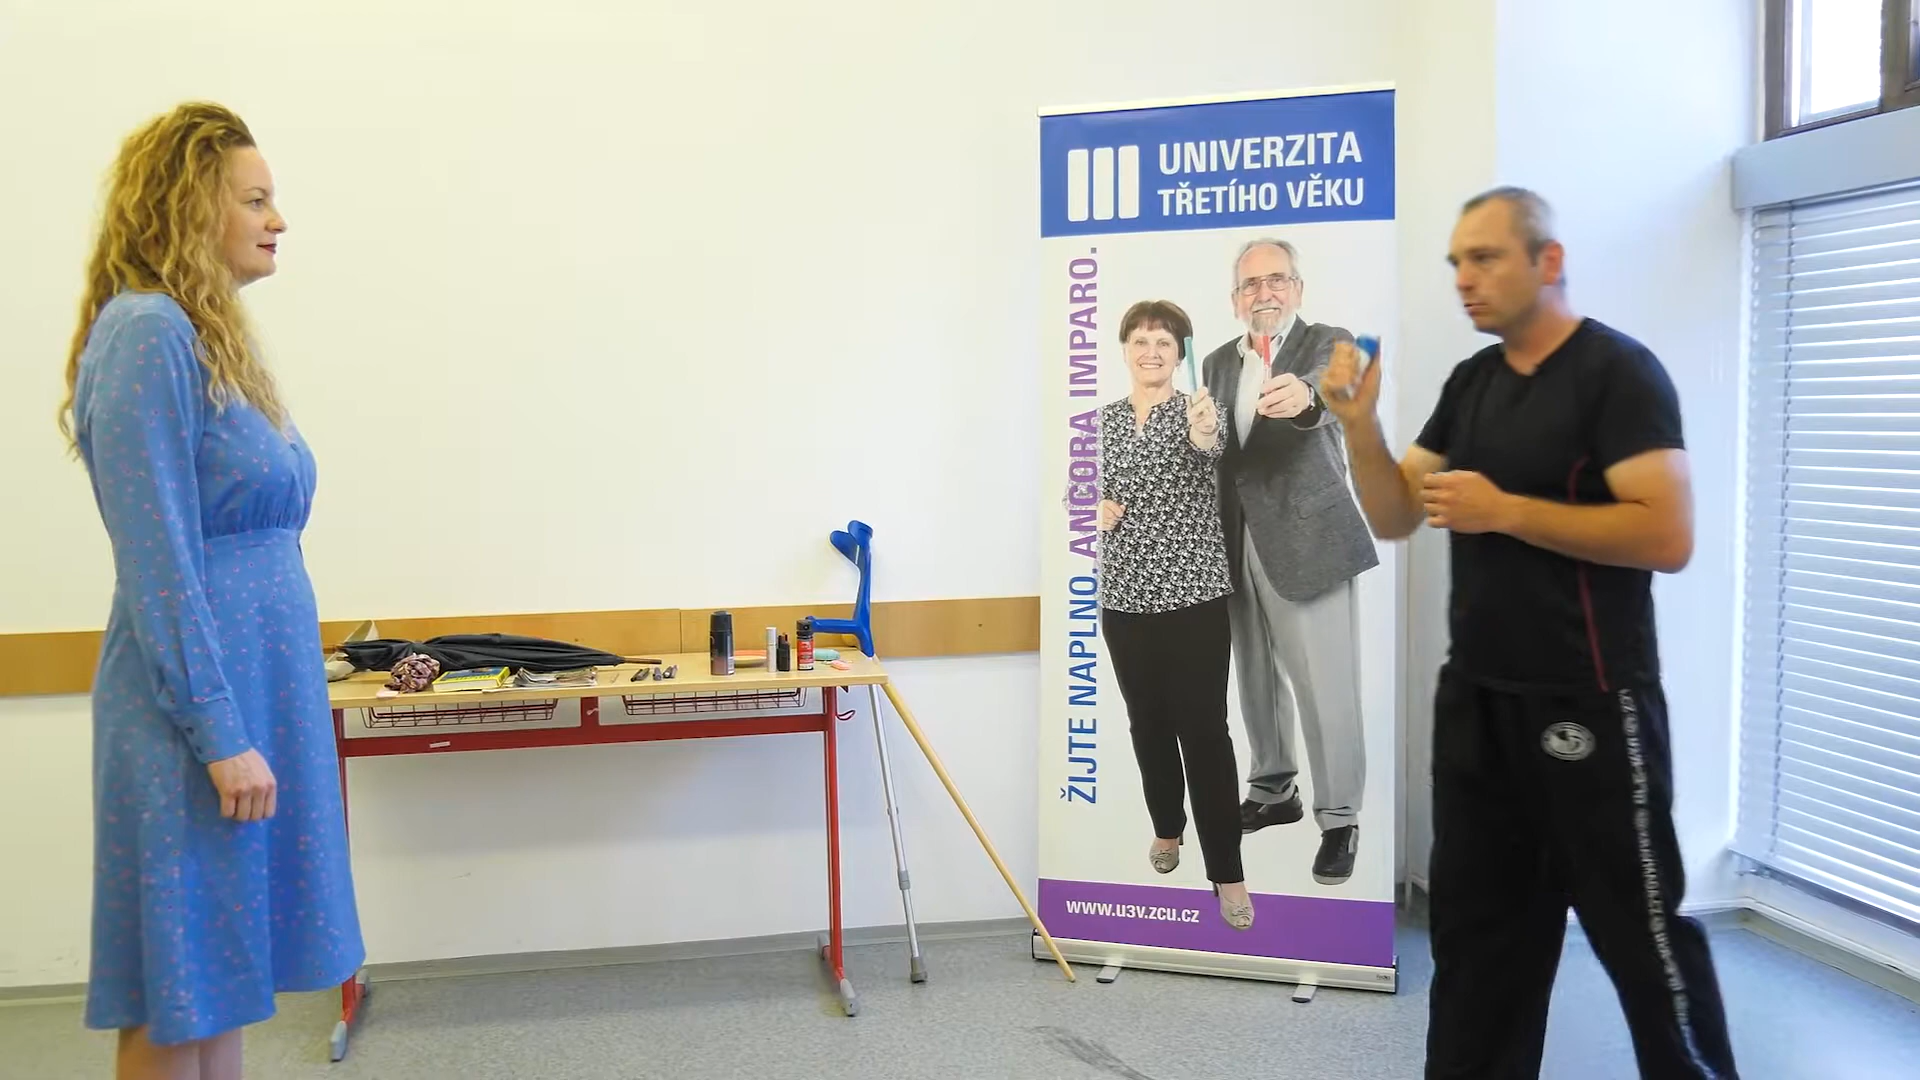 UNIVERZITA
TŘETÍHO VĚKU
ŽIJTE NAPLNO. ANCORA IMPARO.
www.u3v.zcu.cz